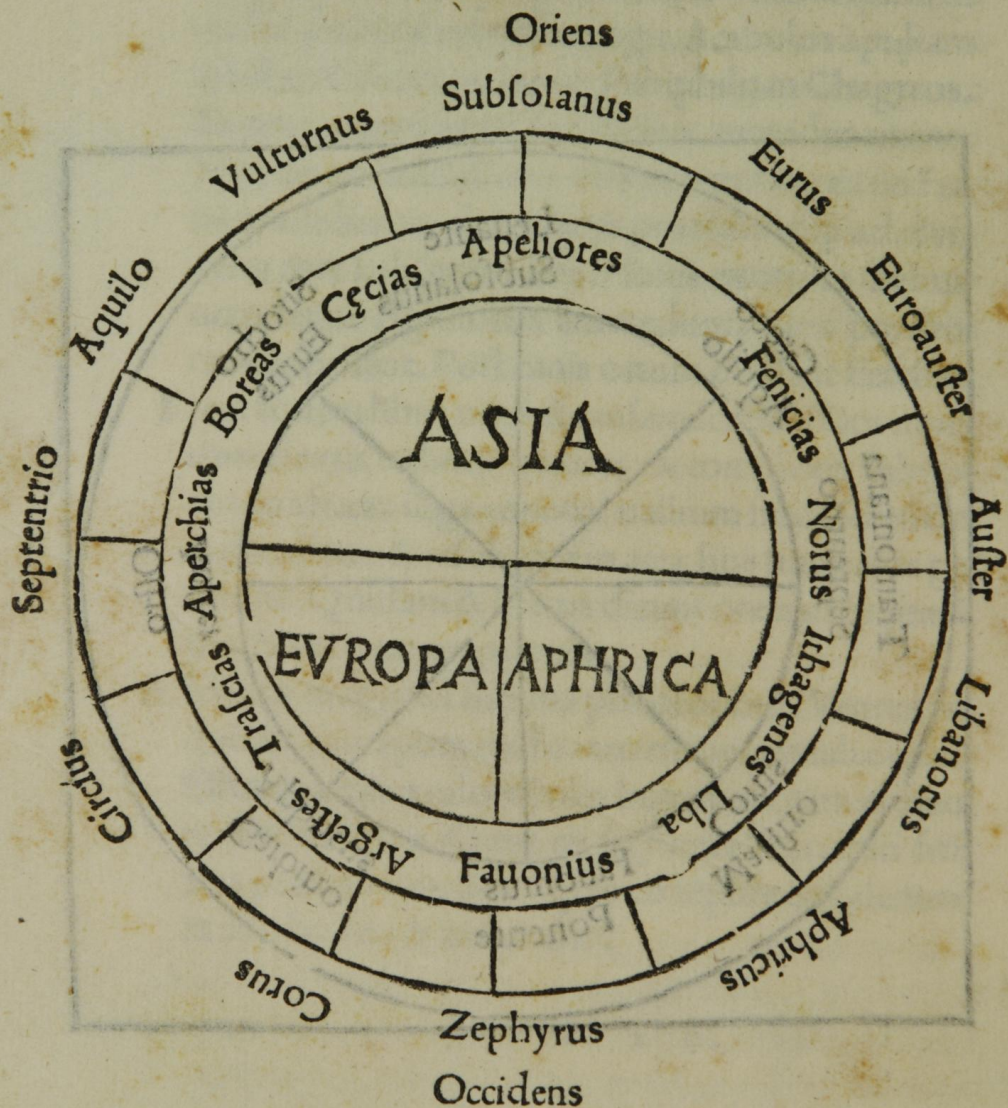 Oriens
Subſolanus
Eurus
Euroauſter
Auſter
Libanotus
Aphricus
Zephyrus
Occidens
Corus
Circius
Septentrio
Aquilo
Vulturnus
Apeliotes
Fenicias
Notus
Ithagenes
Liba
Fauonius
Argeſtes
Traſcias
Aperchias
Boreas
Cęcias
ASIA
EVROPA
APHRICA